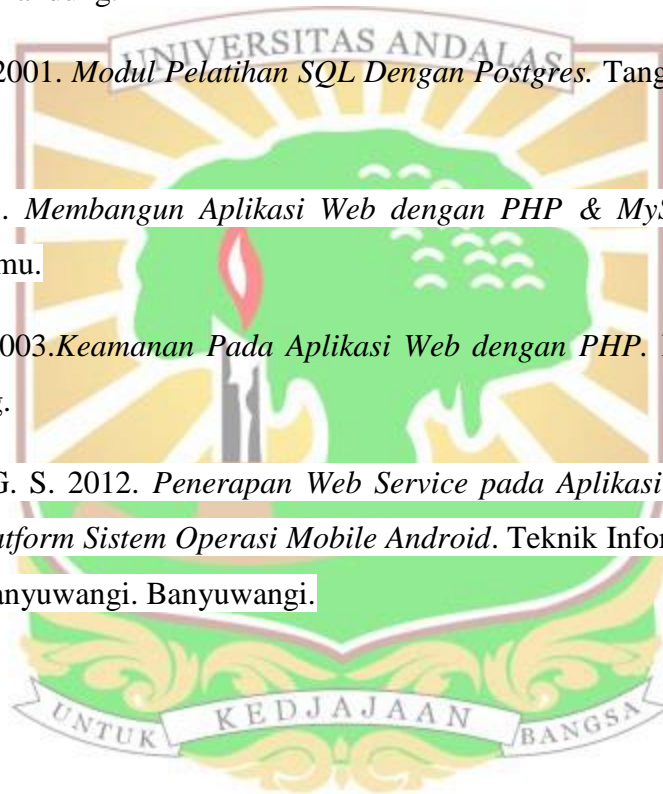 UNIVERSITAS ANDALAS
2001. Modul Pelatihan SQL Dengan Postgres. Tang
. Membangun Aplikasi Web dengan PHP & MyS
mu.
003.Keamanan Pada Aplikasi Web dengan PHP.
g.
G. S. 2012. Penerapan Web Service pada Aplikasi
atform Sistem Operasi Mobile Android. Teknik Infor
anyuwangi. Banyuwangi.
UNTUK KEDJAJAAN BANGSA